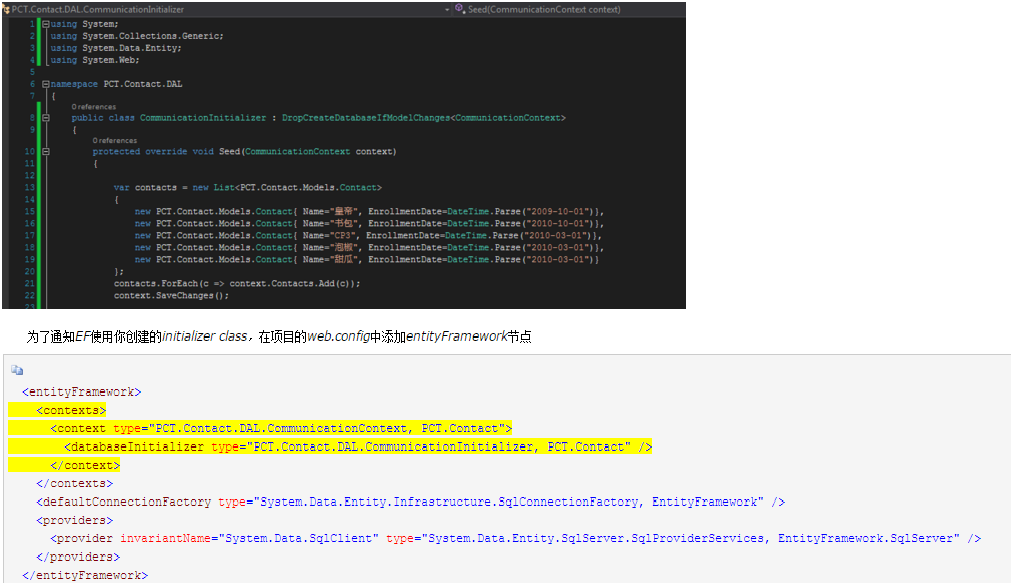 PCT.Contact.DAL.CommunicationInitializer Seed(CommunicationContext context)
1 using System;
2 using System.Collections.Generic;
3 using System.Data.Entity;
4 using System.Web;
5
6 namespace PCT.Contact.DAL
7 {
0 references
8 public class CommunicationInitializer : DropCreateDatabaseIfModelChanges<CommunicationContext>
9 {
0 references
10 protected override void Seed(CommunicationContext context)
11 {
12
13 var contacts = new List<PCT.Contact.Models.Contact>
14 {
15 new PCT.Contact.Models.Contact{ Name="皇帝", EnrollmentDate=DateTime.Parse("2009-10-01")},
16 new PCT.Contact.Models.Contact{ Name="书包", EnrollmentDate=DateTime.Parse("2010-10-01")},
17 new PCT.Contact.Models.Contact{ Name="CP3", EnrollmentDate=DateTime.Parse("2010-03-01")},
18 new PCT.Contact.Models.Contact{ Name="泡椒", EnrollmentDate=DateTime.Parse("2010-03-01")},
19 new PCT.Contact.Models.Contact{ Name="甜瓜", EnrollmentDate=DateTime.Parse("2010-03-01")}
20 };
21 contacts.ForEach(c => context.Contacts.Add(c));
22 context.SaveChanges();
23
为了通知EF使用你创建的initializer class，在项目的web.config中添加entityFramework节点
<entityFramework>
<contexts>
<context type="PCT.Contact.DAL.CommunicationContext, PCT.Contact">
<databaseInitializer type="PCT.Contact.DAL.CommunicationInitializer, PCT.Contact" />
</context>
</contexts>
<defaultConnectionFactory type="System.Data.Entity.Infrastructure.SqlConnectionFactory, EntityFramework" />
<providers>
<provider invariantName="System.Data.SqlClient" type="System.Data.Entity.SqlServer.SqlProviderServices, EntityFramework.SqlServer" />
</providers>
</entityFramework>